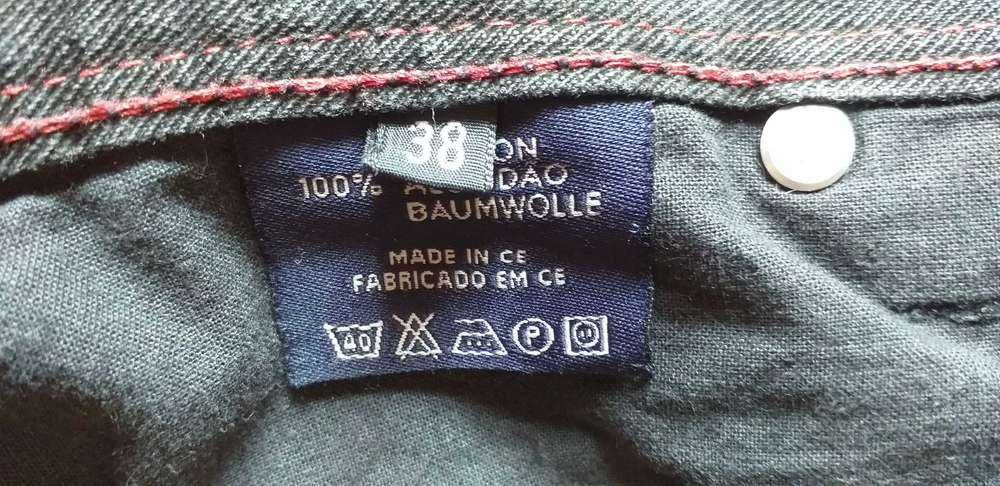 38
100%
BAUMWOLLE
MADE IN CE
FABRICADO EM CE
40
P